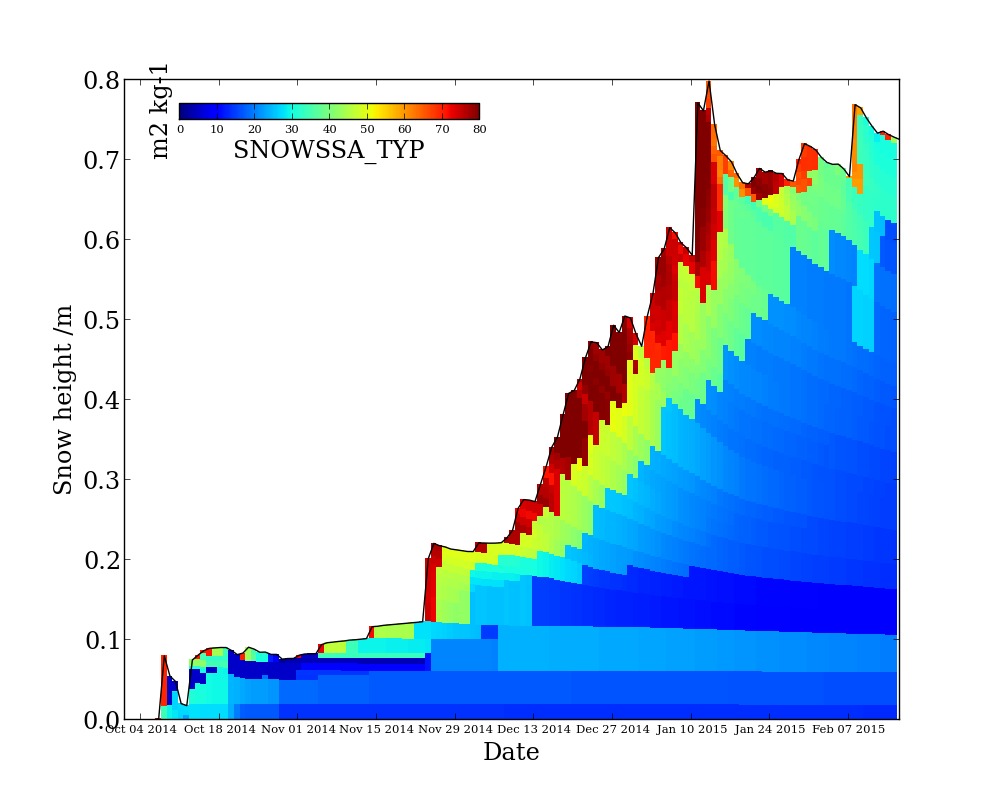 0.8
0.7
0.6
0.5
0.4
0.3
0.2
0.1
0.0
Snow height /m
m2 kg-1
0 10 20 30 40 50 60 70 80
SNOWSSA_TYP
Oct 04 2014 Oct 18 2014 Nov 01 2014 Nov 15 2014 Nov 29 2014 Dec 13 2014 Dec 27 2014 Jan 10 2015 Jan 24 2015 Feb 07 2015
Date